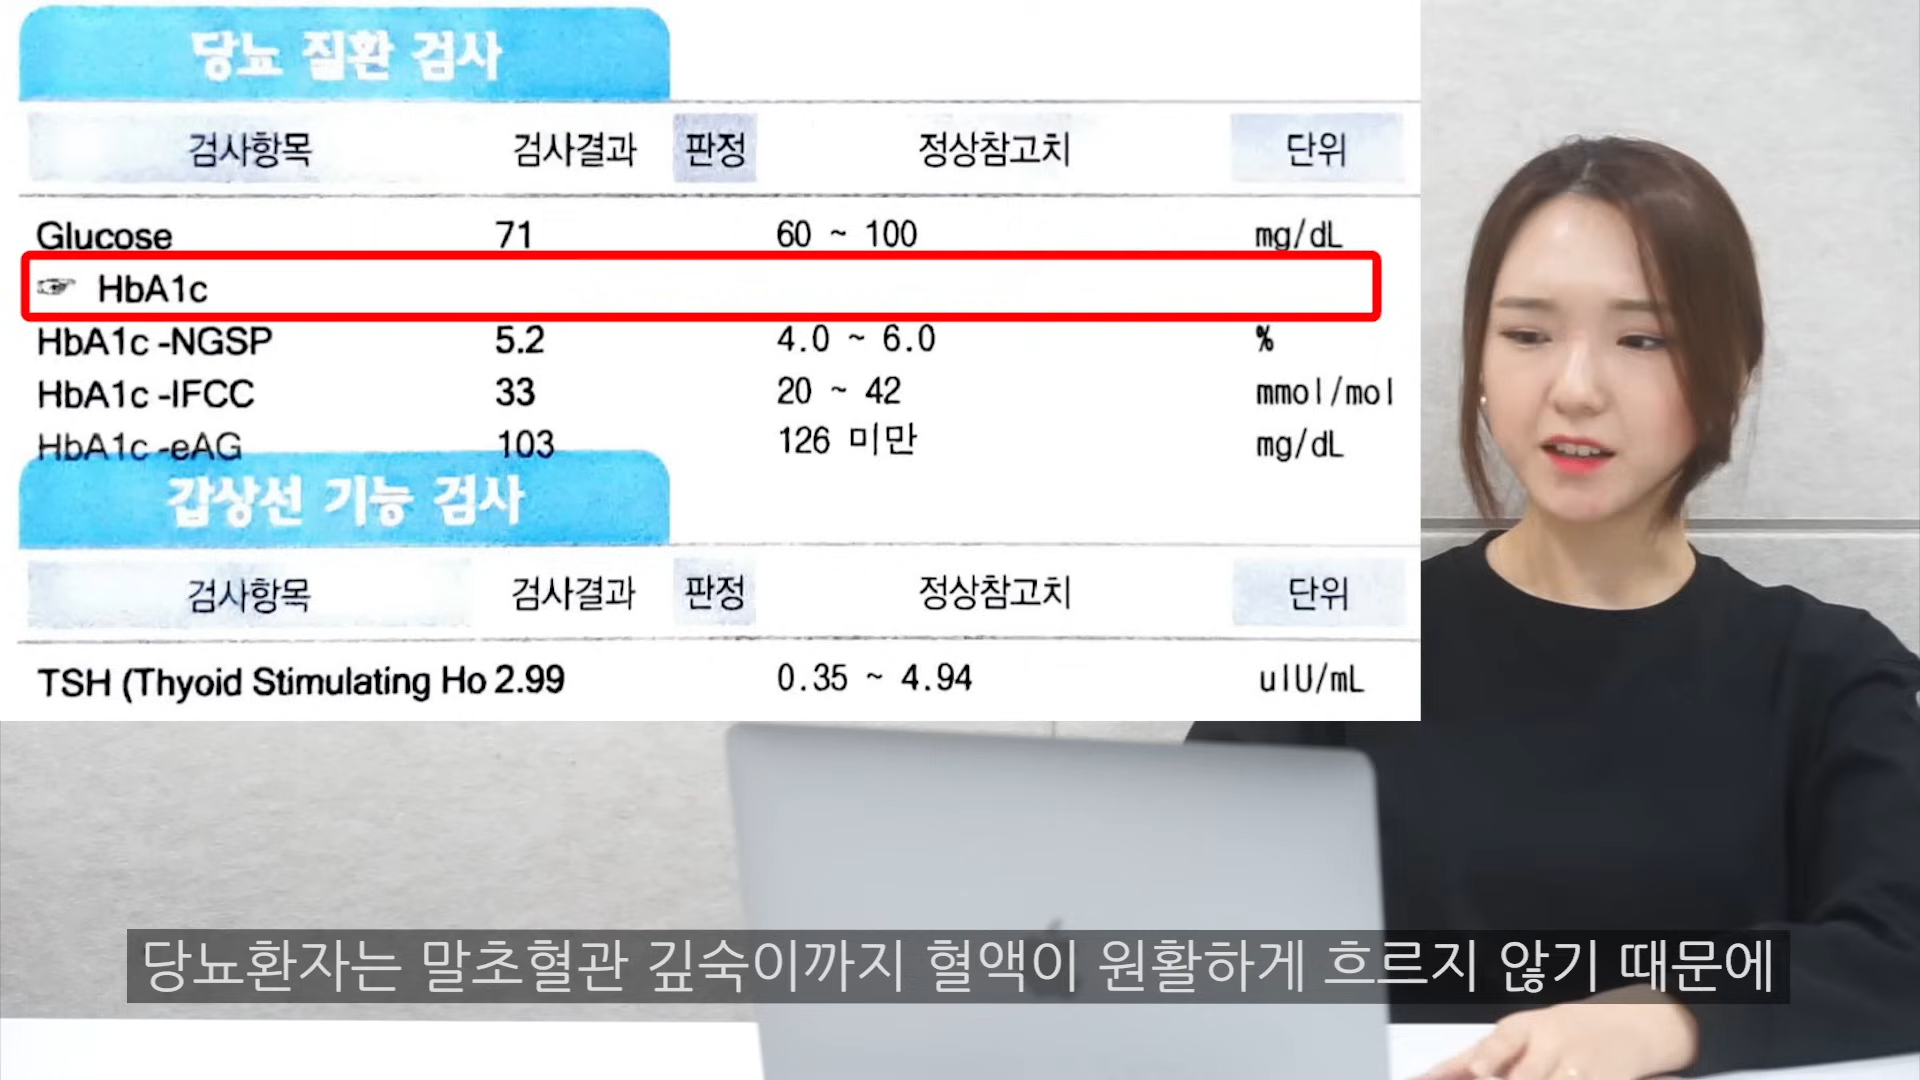 당뇨 질환 검사
검사항목 검사결과 판정 정상참고치 단위
Glucose 71 60 ~ 100 mg/dL
☞ HbA1c
HbA1c -NGSP 5.2 4.0 ~ 6.0 %
HbA1c -IFCC 33 20 ~ 42 mmol/mol
HbA1c -eAG 103 126 미만 mg/dL
갑상선 기능 검사
검사항목 검사결과 판정 정상참고치 단위
TSH (Thyoid Stimulating Ho 2.99 0.35 ~ 4.94 uIU/mL
당뇨환자는 말초혈관 깊숙이까지 혈액이 원활하게 흐르지 않기 때문에